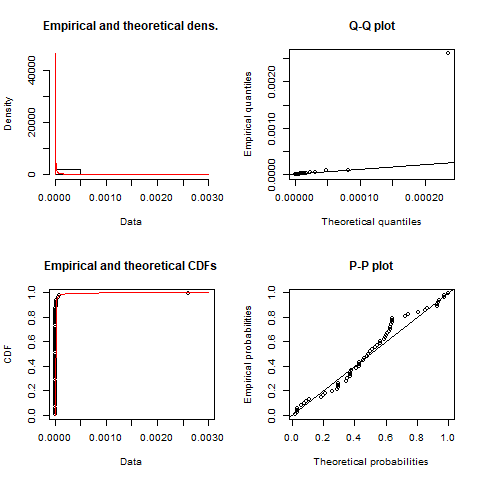 Empirical and theoretical dens.
Density
0 20000 40000
0.0000 0.0010 0.0020 0.0030
Data
Q-Q plot
Empirical quantiles
0.0000 0.0010 0.0020
0.00000 0.00010 0.00020
Theoretical quantiles
Empirical and theoretical CDFs
CDF
0.0 0.2 0.4 0.6 0.8 1.0
0.0000 0.0010 0.0020 0.0030
Data
P-P plot
Empirical probabilities
0.0 0.2 0.4 0.6 0.8 1.0
0.0 0.2 0.4 0.6 0.8 1.0
Theoretical probabilities